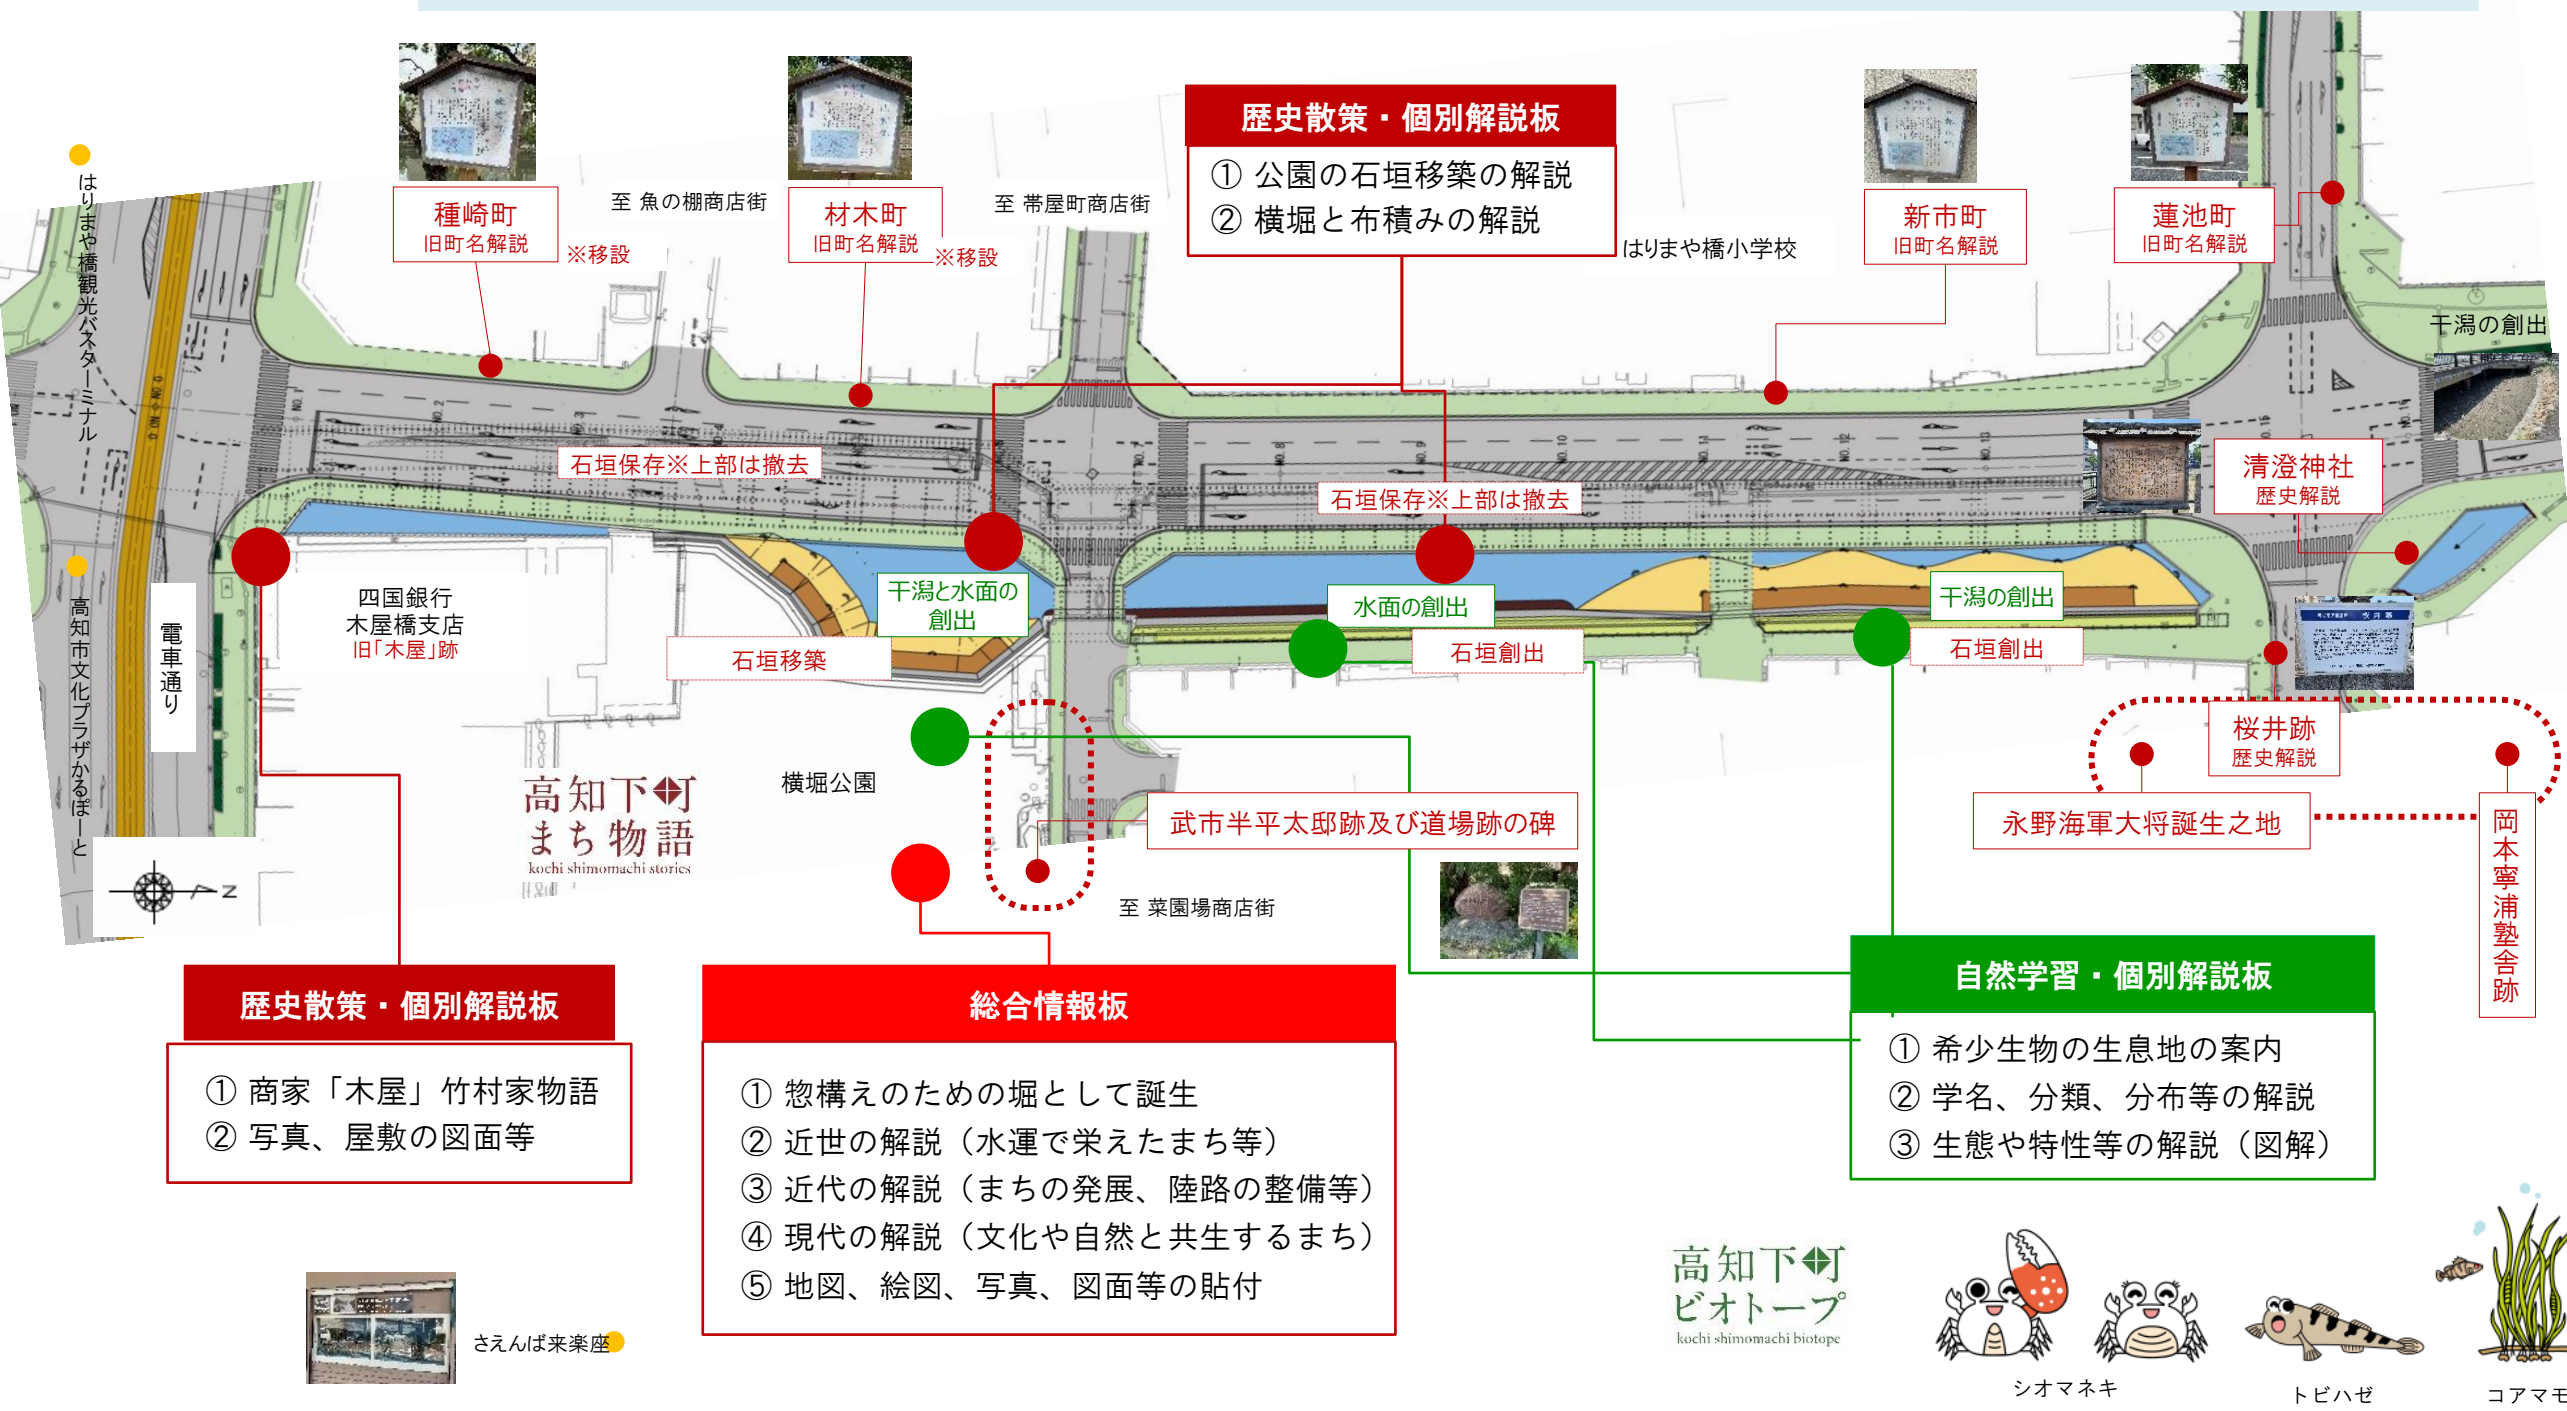 歴史散策・個別解説板
① 公園の石垣移築の解説
② 横堀と布積みの解説
種崎町
旧町名解説
※移設
至 魚の棚商店街
材木町
旧町名解説
※移設
至 帯屋町商店街
はりまや橋小学校
新市町
旧町名解説
蓮池町
旧町名解説
干潟の創出
はりまや橋観光バスターミナル
石垣保存※上部は撤去
石垣保存※上部は撤去
清澄神社
歴史解説
高知市文化プラザかるぽーと
電車通り
四国銀行
木屋橋支店
旧「木屋」跡
干潟と水面の
創出
水面の創出
干潟の創出
石垣移築
石垣創出
石垣創出
桜井跡
歴史解説
高知下町
まち物語
kochi shimomachi stories
横堀公園
武市半平太邸跡及び道場跡の碑
永野海軍大将誕生之地
岡本寧浦塾舎跡
至 菜園場商店街
N
歴史散策・個別解説板
① 商家「木屋」竹村家物語
② 写真、屋敷の図面等
総合情報板
① 惣構えのための堀として誕生
② 近世の解説（水運で栄えたまち等）
③ 近代の解説（まちの発展、陸路の整備等）
④ 現代の解説（文化や自然と共生するまち）
⑤ 地図、絵図、写真、図面等の貼付
自然学習・個別解説板
① 希少生物の生息地の案内
② 学名、分類、分布等の解説
③ 生態や特性等の解説（図解）
さえんば来楽座
高知下町
ビオトープ
kochi shimomachi biotope
シオマネキ
トビハゼ
コアマモ